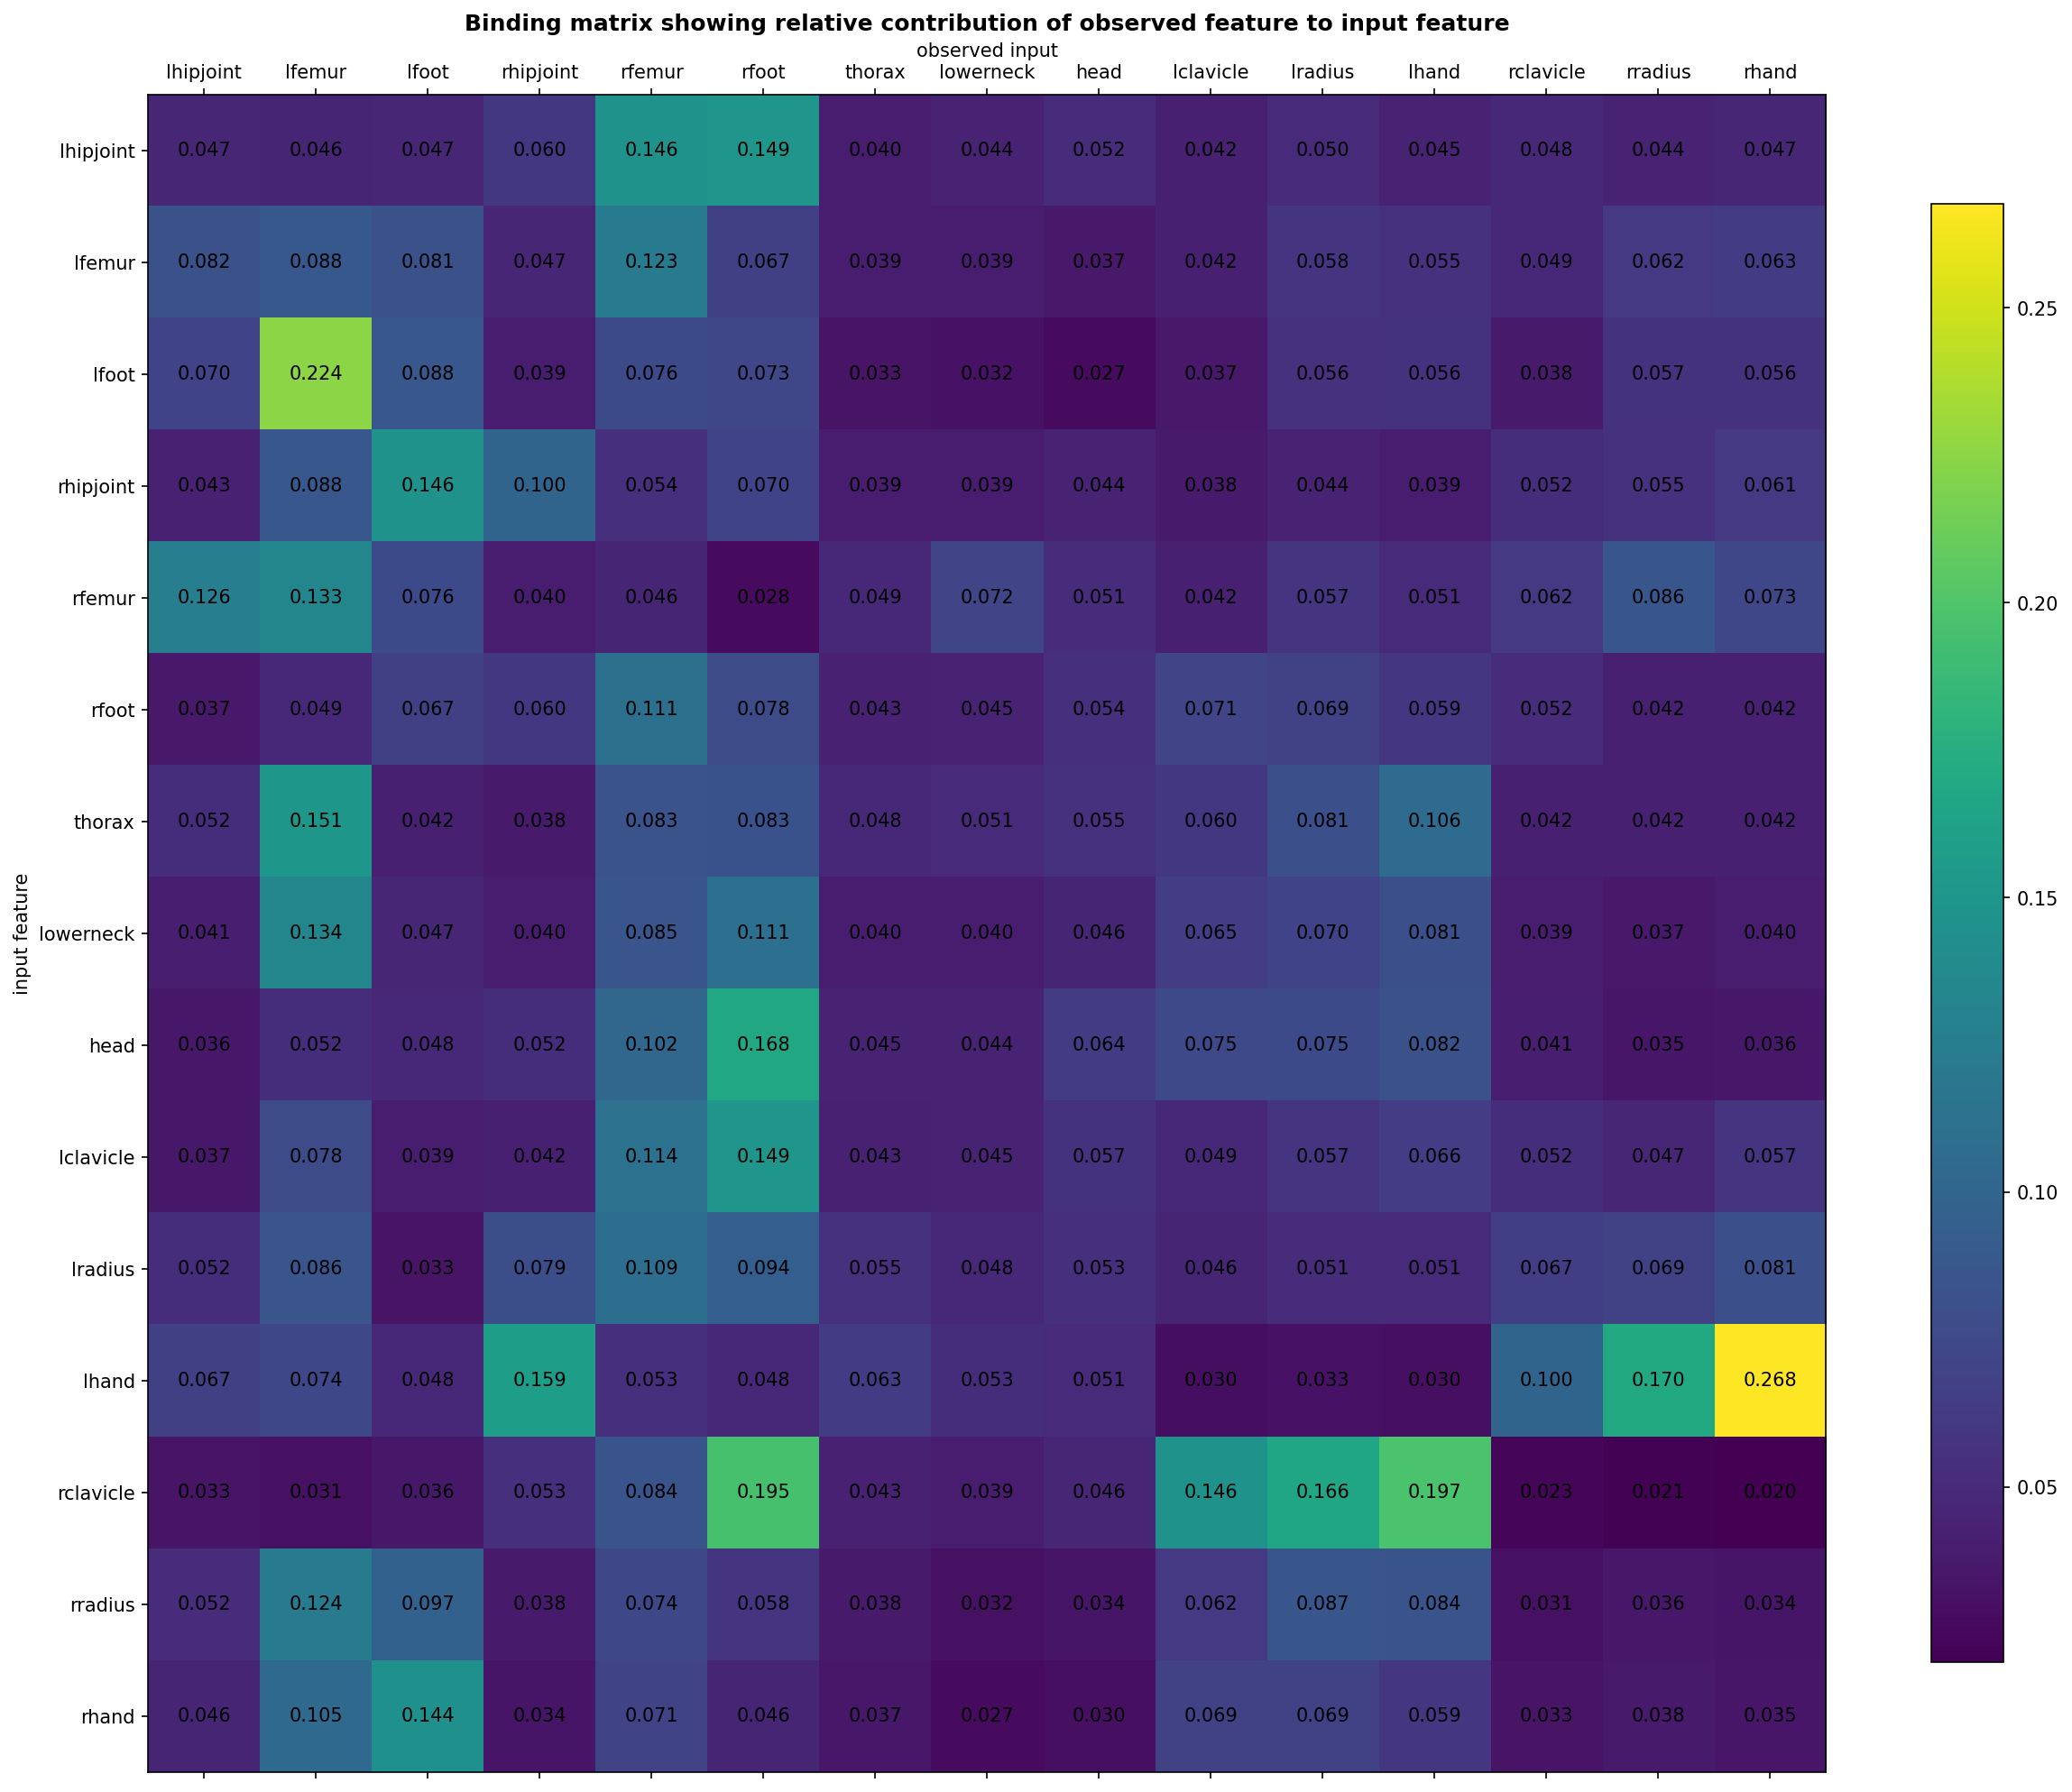 Binding matrix showing relative contribution of observed feature to input feature
observed input
lhipjoint lfemur lfoot rhipjoint rfemur rfoot thorax lowerneck head lclavicle lradius lhand rclavicle rradius rhand
lhipjoint 0.047 0.046 0.047 0.060 0.146 0.149 0.040 0.044 0.052 0.042 0.050 0.045 0.048 0.044 0.047
lfemur 0.082 0.088 0.081 0.047 0.123 0.067 0.039 0.039 0.037 0.042 0.058 0.055 0.049 0.062 0.063
0.25
lfoot 0.070 0.224 0.088 0.039 0.076 0.073 0.033 0.032 0.027 0.037 0.056 0.056 0.038 0.057 0.056
rhipjoint 0.043 0.088 0.146 0.100 0.054 0.070 0.039 0.039 0.044 0.038 0.044 0.039 0.052 0.055 0.061
rfemur 0.126 0.133 0.076 0.040 0.046 0.028 0.049 0.072 0.051 0.042 0.057 0.051 0.062 0.086 0.073
0.20
rfoot 0.037 0.049 0.067 0.060 0.111 0.078 0.043 0.045 0.054 0.071 0.069 0.059 0.052 0.042 0.042
thorax 0.052 0.151 0.042 0.038 0.083 0.083 0.048 0.051 0.055 0.060 0.081 0.106 0.042 0.042 0.042
0.15
input feature
lowerneck 0.041 0.134 0.047 0.040 0.085 0.111 0.040 0.040 0.046 0.065 0.070 0.081 0.039 0.037 0.040
head 0.036 0.052 0.048 0.052 0.102 0.168 0.045 0.044 0.064 0.075 0.075 0.082 0.041 0.035 0.036
lclavicle 0.037 0.078 0.039 0.042 0.114 0.149 0.043 0.045 0.057 0.049 0.057 0.066 0.052 0.047 0.057
0.10
lradius 0.052 0.086 0.033 0.079 0.109 0.094 0.055 0.048 0.053 0.046 0.051 0.051 0.067 0.069 0.081
lhand 0.067 0.074 0.048 0.159 0.053 0.048 0.063 0.053 0.051 0.030 0.033 0.030 0.100 0.170 0.268
rclavicle 0.033 0.031 0.036 0.053 0.084 0.195 0.043 0.039 0.046 0.146 0.166 0.197 0.023 0.021 0.020
0.05
rradius 0.052 0.124 0.097 0.038 0.074 0.058 0.038 0.032 0.034 0.062 0.087 0.084 0.031 0.036 0.034
rhand 0.046 0.105 0.144 0.034 0.071 0.046 0.037 0.027 0.030 0.069 0.069 0.059 0.033 0.038 0.035